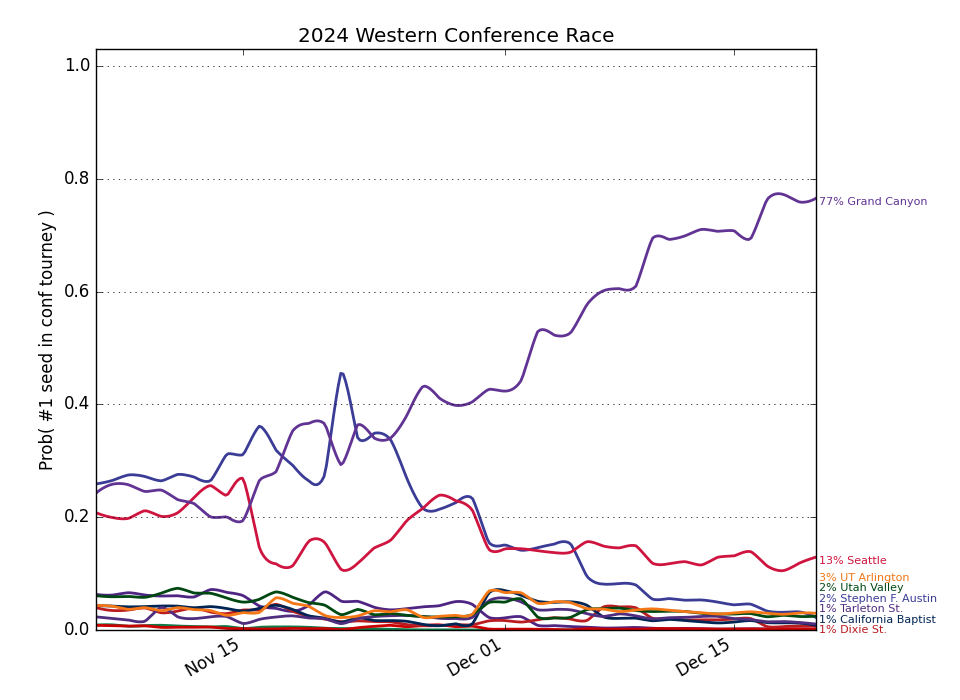 2024 Western Conference Race
Prob( #1 seed in conf tourney )
1.0
0.8
0.6
0.4
0.2
0.0
Nov 15
Dec 01
Dec 15
77% Grand Canyon
13% Seattle
3% UT Arlington
2% Utah Valley
2% Stephen F. Austin
1% Tarleton St.
1% California Baptist
1% Dixie St.